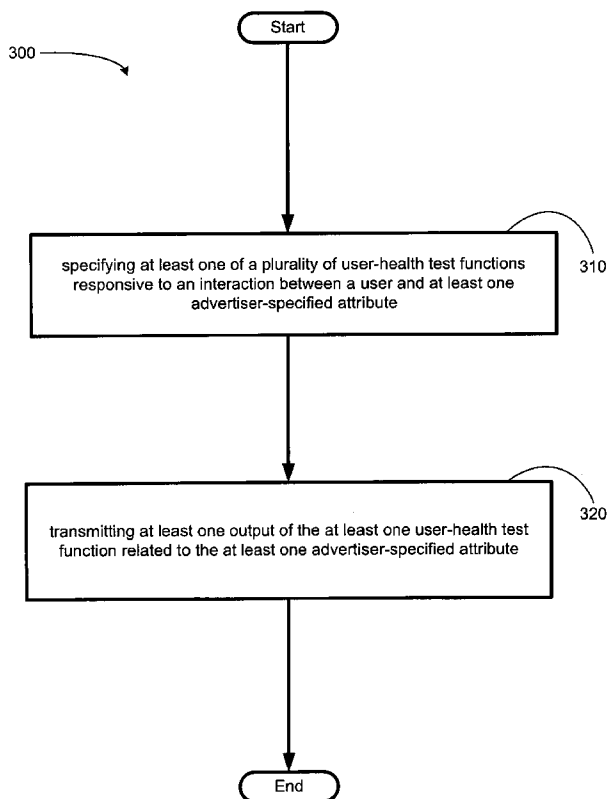 Start
300
specifying at least one of a plurality of user-health test functions
responsive to an interaction between a user and at least one
advertiser-specified attribute
310
transmitting at least one output of the at least one user-health test
function related to the at least one advertiser-specified attribute
320
End